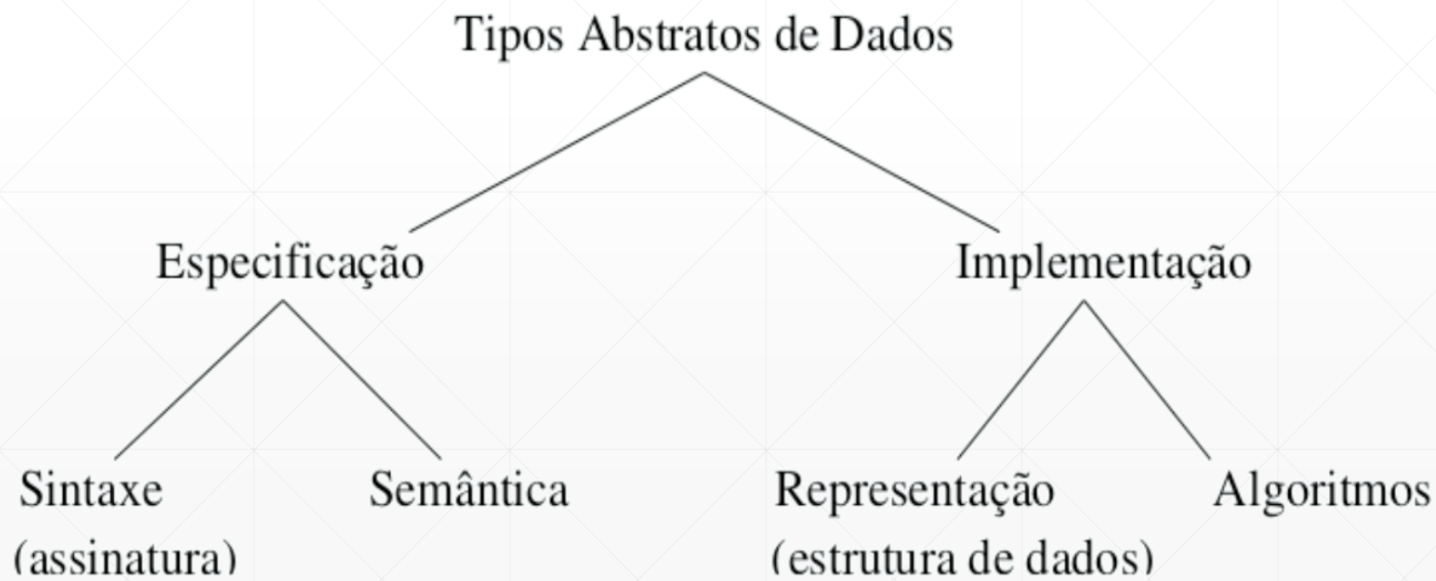 Tipos Abstratos de Dados
Especificação
Implementação
Sintaxe
(assinatura)
Semântica
Representação
(estrutura de dados)
Algoritmos